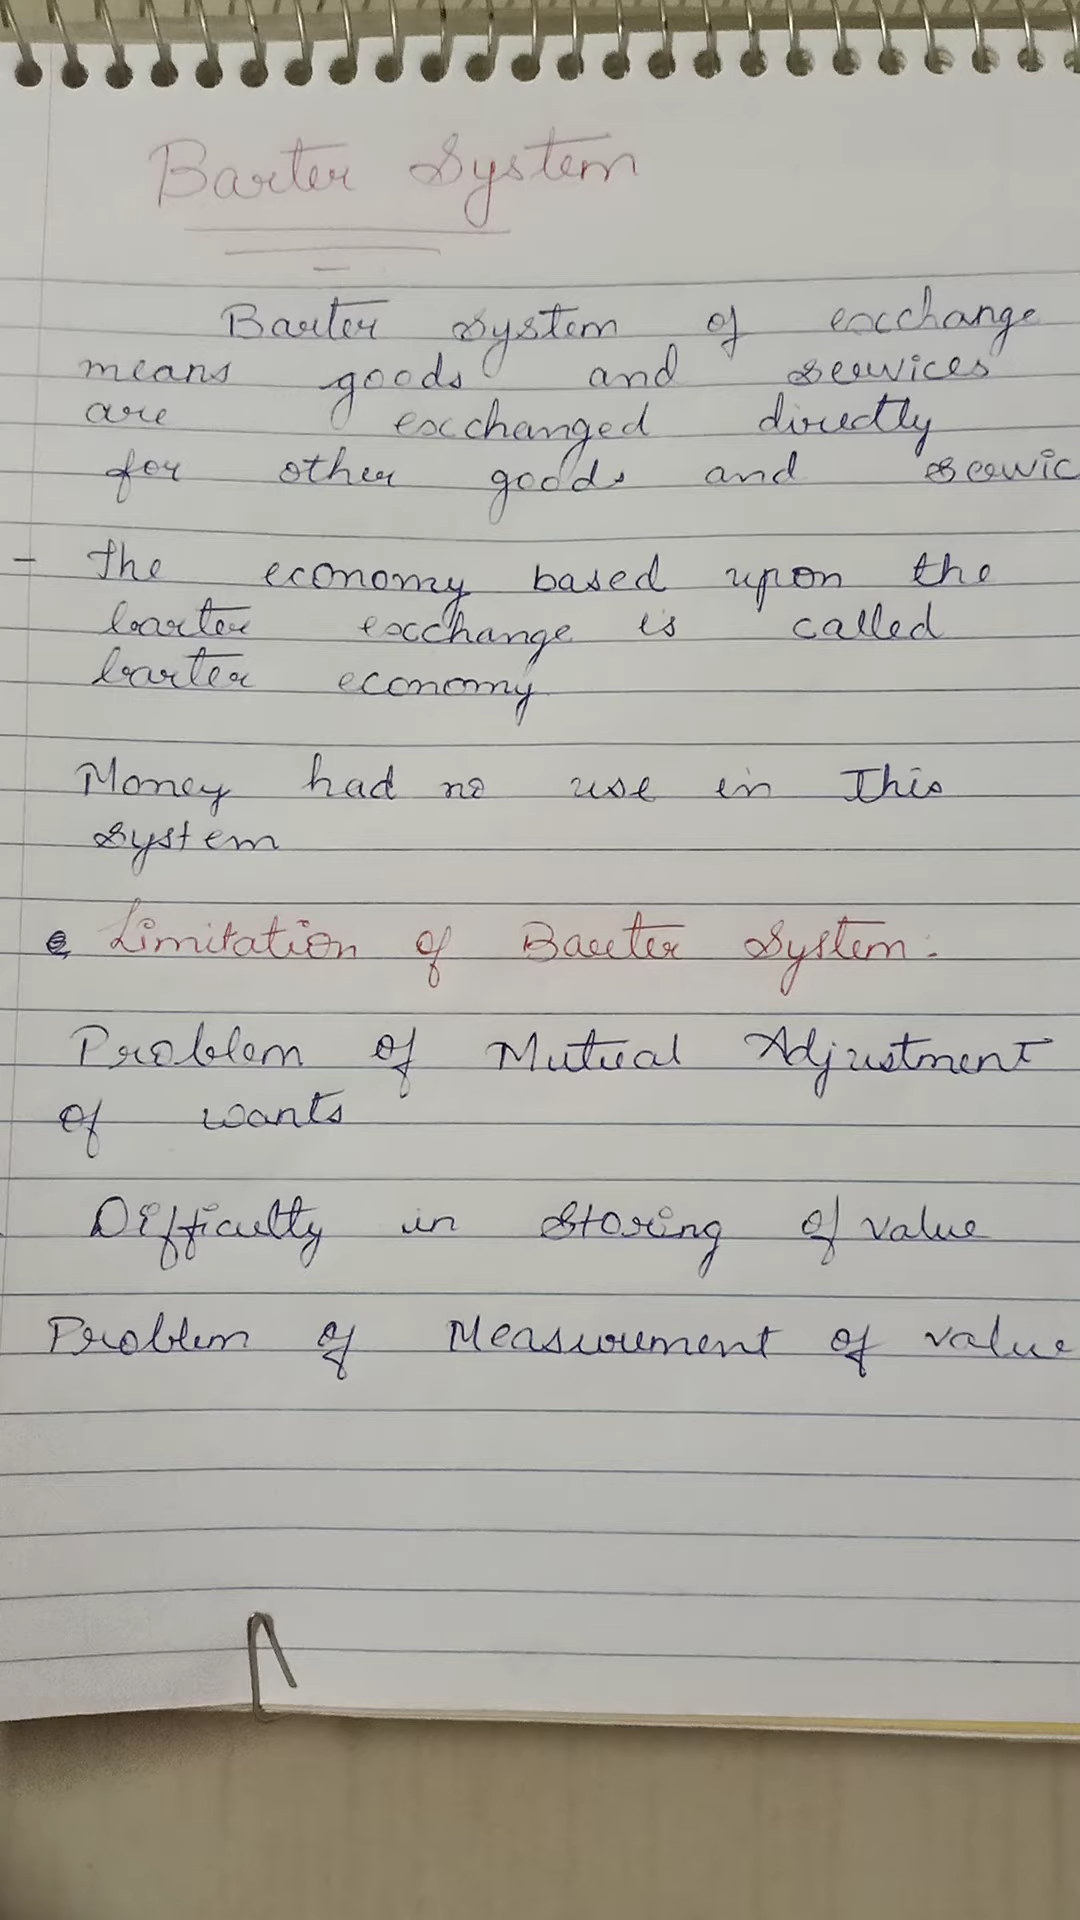 Barter System
Barter system of exchange
means goods and services
are exchanged directly
for other goods and servic
- The economy based upon the
barter exchange is called
barter economy
Money had no use in This
system
Limitation of Barter System:
Problem of Mutual Adjustment
of wants
Difficulty in Storing of value
Problem of Measurement of value